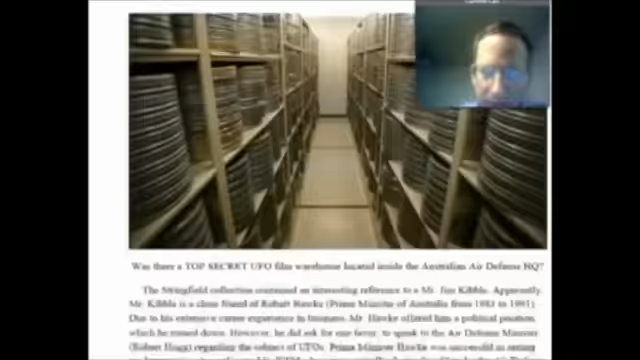 Was there a TOP SECRET UFO film warehouse located inside the Australian Air Defense HQ?
The Stringfield collection contained an interesting reference to a Mr. Jim Kibble. Apparently,
Mr. Kibble is a close friend of Robert Hawke (Prime Minister of Australia from 1983 to 1991).
Due to his extensive career experience in business, Mr. Hawke offered him a political position,
which he turned down. However, he did ask for one favor, to speak to the Air Defense Minister
(Robert Hogg) regarding the subject of UFOs. Prime Minister Hawke was successful in setting